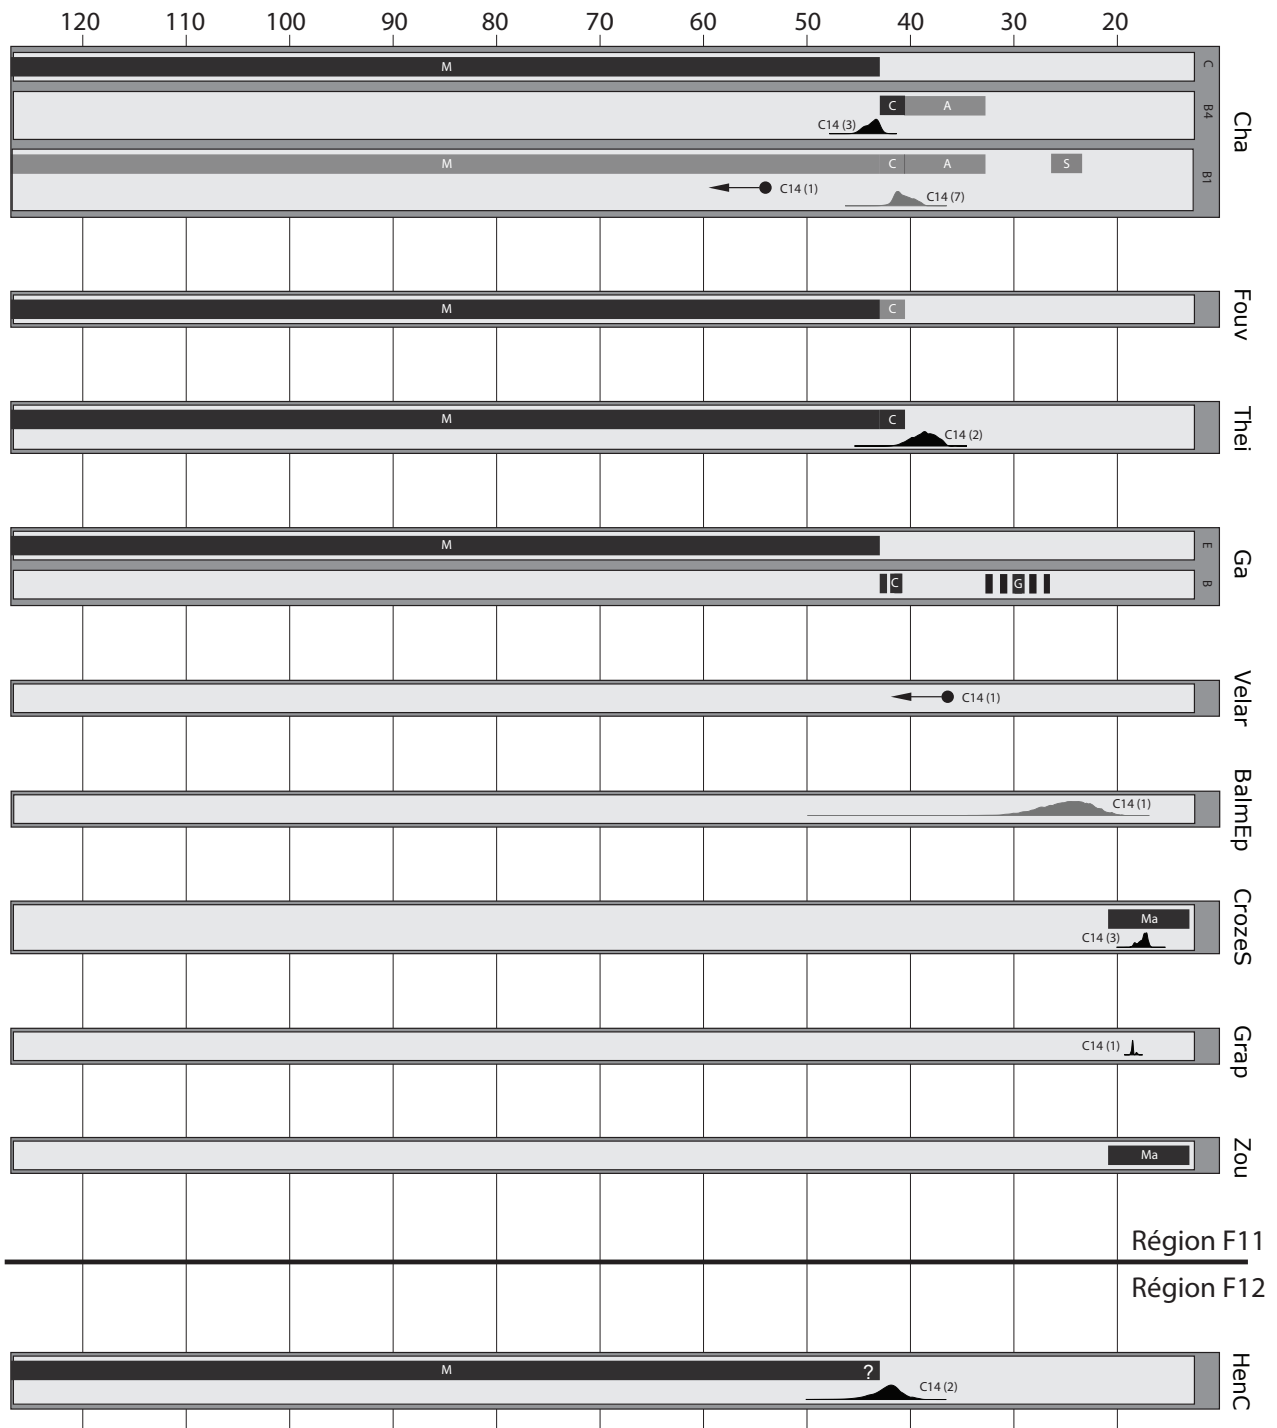 120 110 100 90 80 70 60 50 40 30 20
M C
C A B4
C14 (3)
Cha
M C A S B1
C14 (1) C14 (7)
M C Fouv
M C Thei
C14 (2)
M E
Ga
C G B
C14 (1) Velar
C14 (1) BalmEp
Ma CrozeS
C14 (3)
C14 (1) Grap
Ma Zou
Région F11
Région F12
M ? HenC
C14 (2)